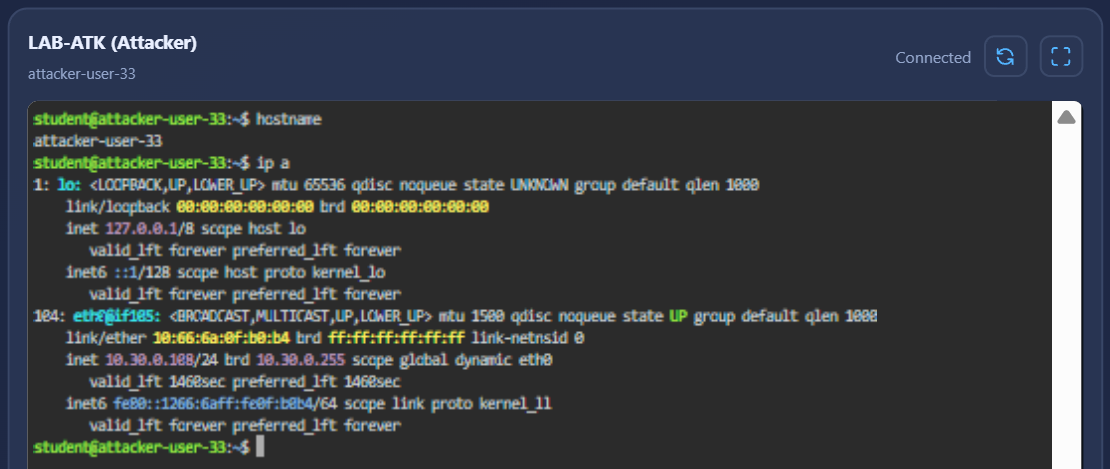 LAB-ATK (Attacker)
attacker-user-33
Connected
student@attacker-user-33:~$ hostname
attacker-user-33
student@attacker-user-33:~$ ip a
1: lo: <LOOPBACK,UP,LOWER_UP> mtu 65536 qdisc noqueue state UNKNOWN group default qlen 1000
link/loopback 00:00:00:00:00:00 brd 00:00:00:00:00:00
inet 127.0.0.1/8 scope host lo
valid_lft forever preferred_lft forever
inet6 ::1/128 scope host proto kernel_lo
valid_lft forever preferred_lft forever
104: eth0@if105: <BROADCAST,MULTICAST,UP,LOWER_UP> mtu 1500 qdisc noqueue state UP group default qlen 1000
link/ether 10:66:6a:0f:b0:b4 brd ff:ff:ff:ff:ff:ff link-netnsid 0
inet 10.30.0.108/24 brd 10.30.0.255 scope global dynamic eth0
valid_lft 1460sec preferred_lft 1460sec
inet6 fe80::1266:6aff:fe0f:b0b4/64 scope link proto kernel_ll
valid_lft forever preferred_lft forever
student@attacker-user-33:~$